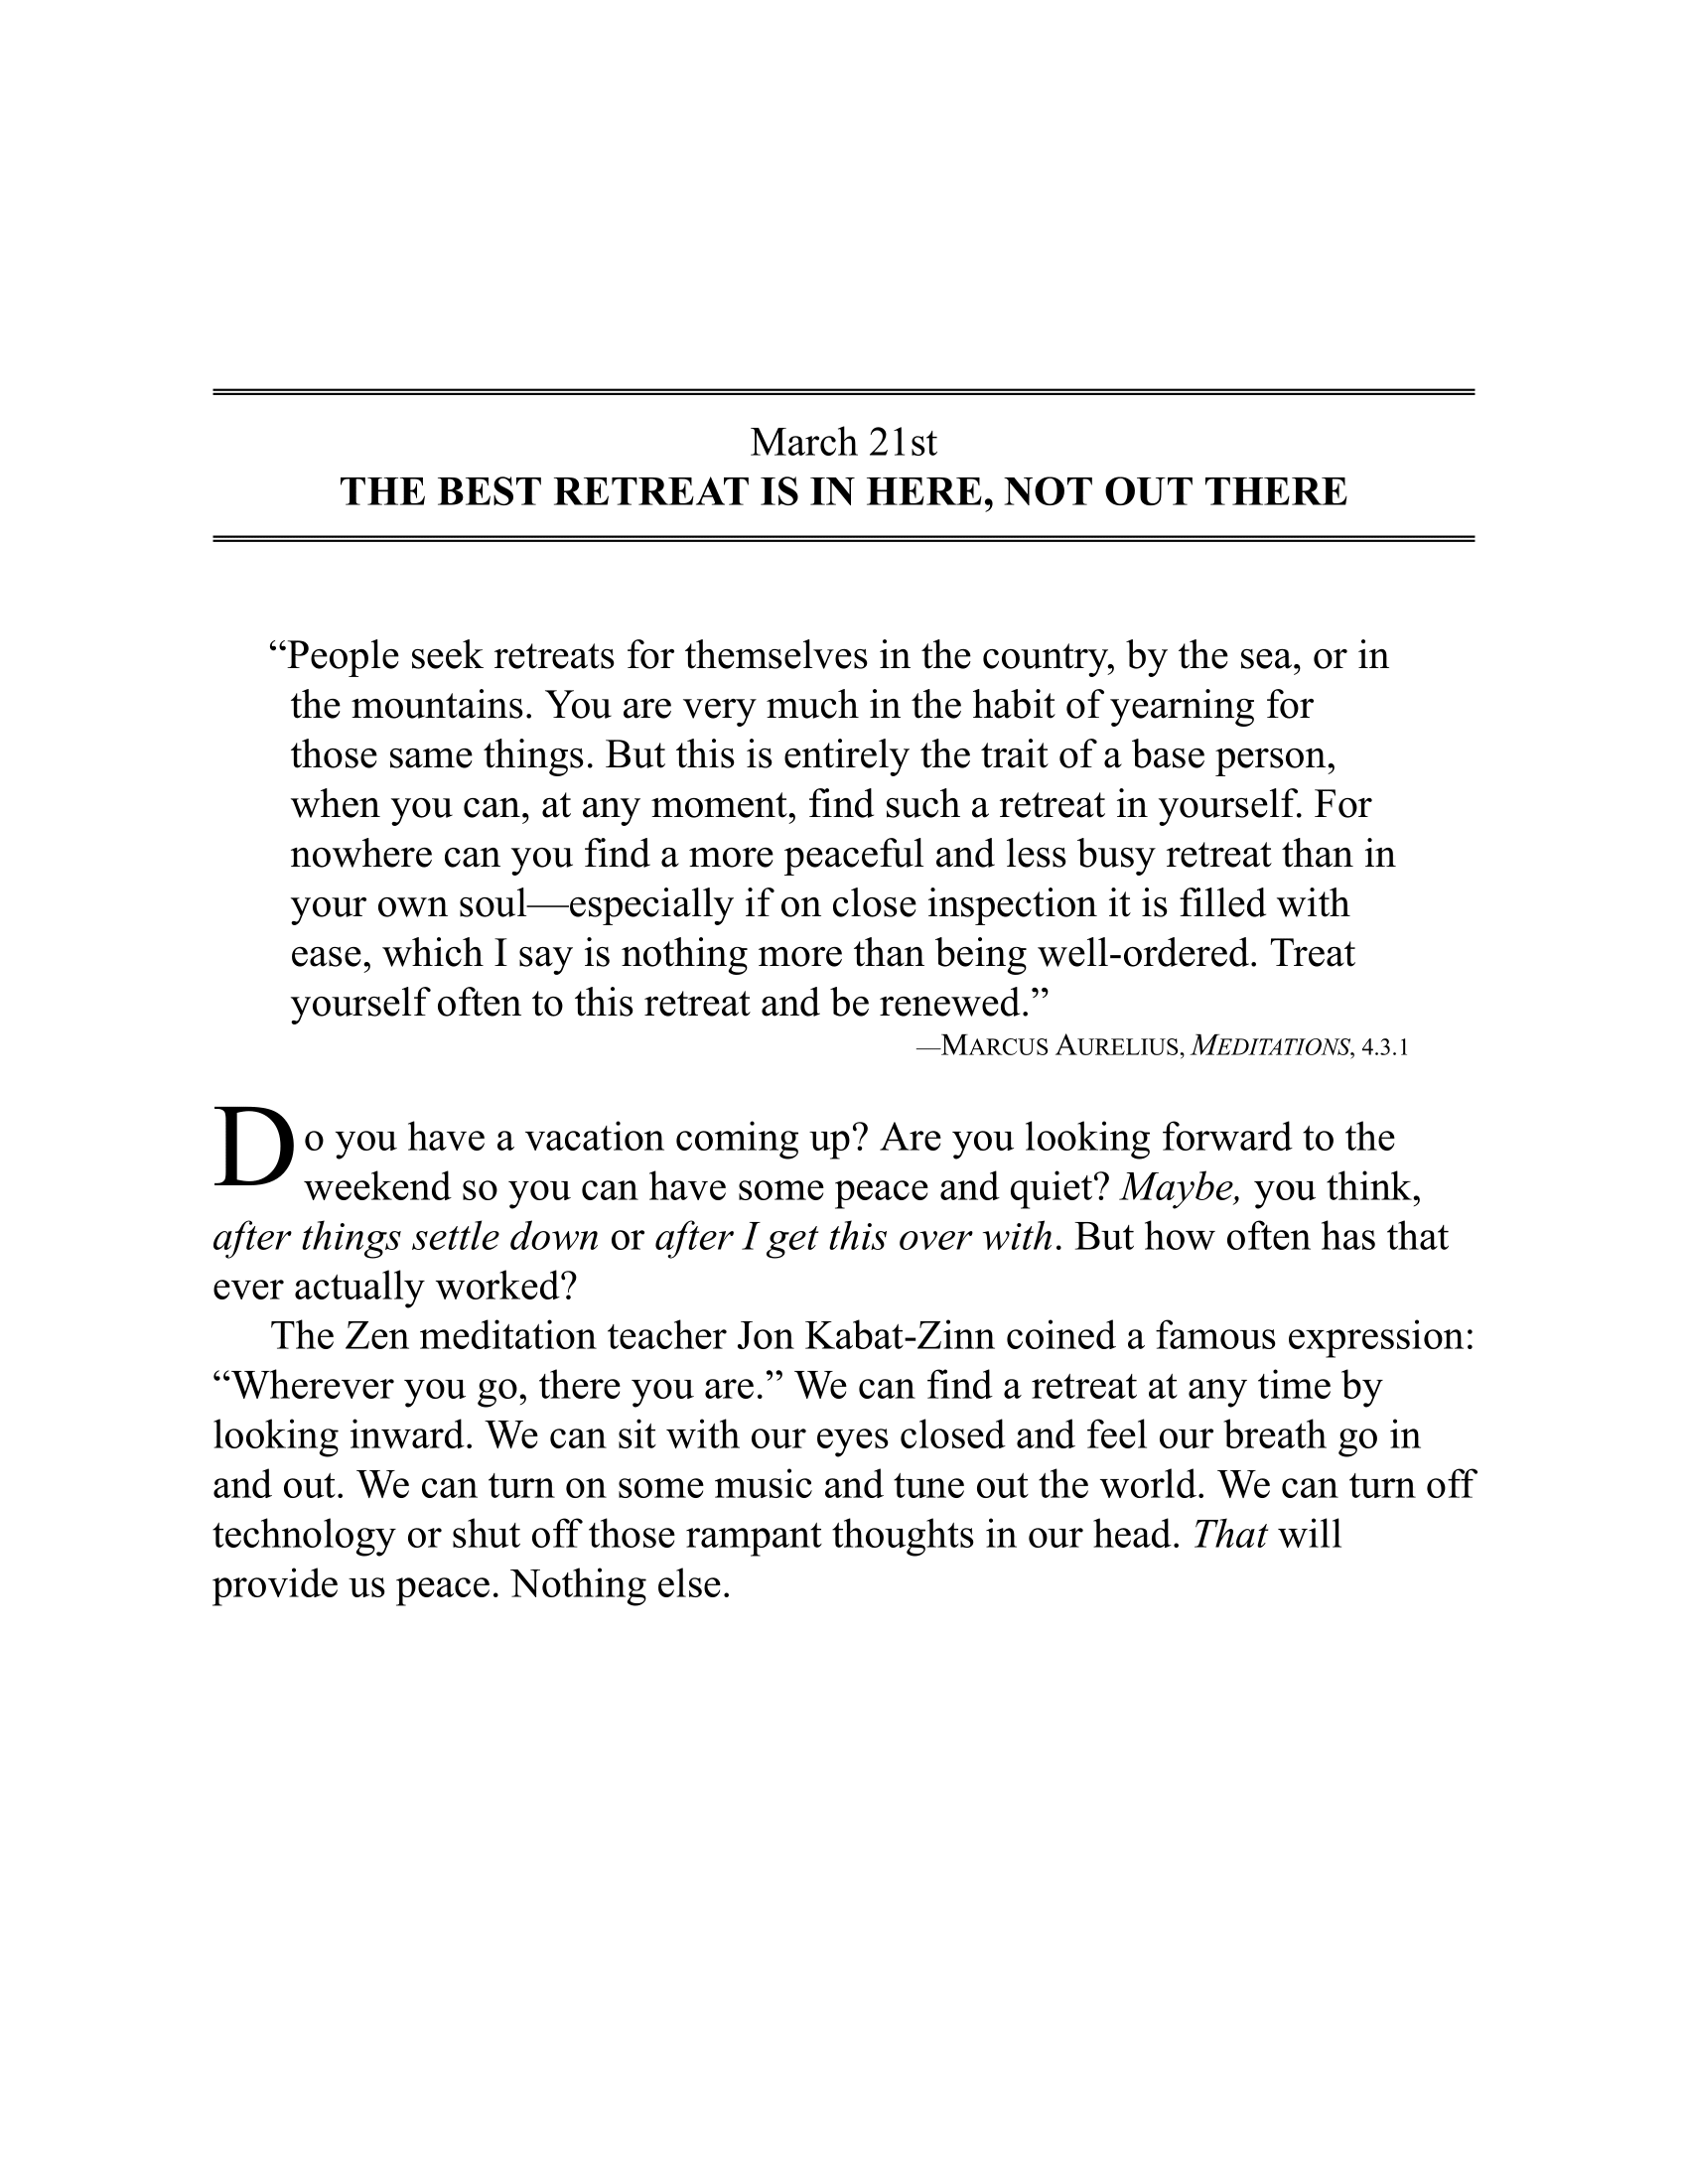 March 21st
THE BEST RETREAT IS IN HERE, NOT OUT THERE
“People seek retreats for themselves in the country, by the sea, or in
the mountains. You are very much in the habit of yearning for
those same things. But this is entirely the trait of a base person,
when you can, at any moment, find such a retreat in yourself. For
nowhere can you find a more peaceful and less busy retreat than in
your own soul—especially if on close inspection it is filled with
ease, which I say is nothing more than being well-ordered. Treat
yourself often to this retreat and be renewed.”
—MARCUS AURELIUS, MEDITATIONS, 4.3.1
Do you have a vacation coming up? Are you looking forward to the
weekend so you can have some peace and quiet? Maybe, you think,
after things settle down or after I get this over with. But how often has that
ever actually worked?
The Zen meditation teacher Jon Kabat-Zinn coined a famous expression:
“Wherever you go, there you are.” We can find a retreat at any time by
looking inward. We can sit with our eyes closed and feel our breath go in
and out. We can turn on some music and tune out the world. We can turn off
technology or shut off those rampant thoughts in our head. That will
provide us peace. Nothing else.